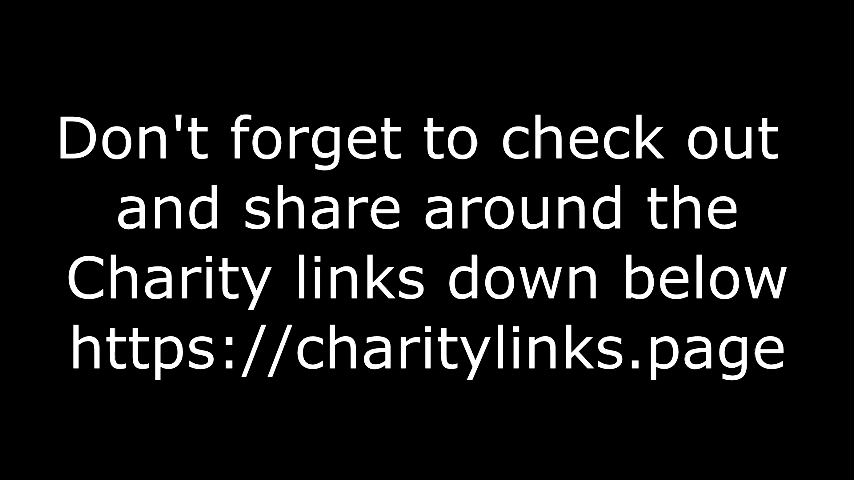 Don't forget to check out
and share around the
Charity links down below
https://charitylinks.page